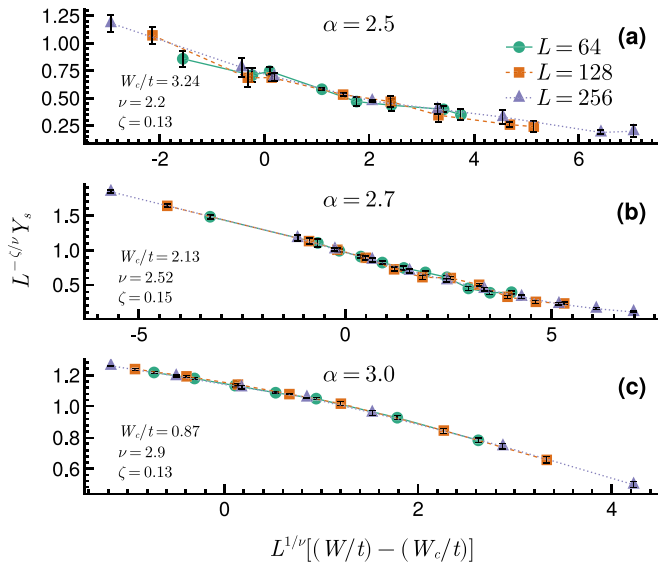 1.25
1.00
0.75
0.50
0.25
α = 2.5
(a)
L = 64
L = 128
L = 256
W_c/t = 3.24
ν = 2.2
ζ = 0.13
-2 0 2 4 6
L^{-ζ/ν} Y_s
1.5
1.0
0.5
α = 2.7
(b)
W_c/t = 2.13
ν = 2.52
ζ = 0.15
-5 0 5
1.2
1.0
0.8
0.6
α = 3.0
(c)
W_c/t = 0.87
ν = 2.9
ζ = 0.13
0 2 4
L^{1/ν}[(W/t) − (W_c/t)]